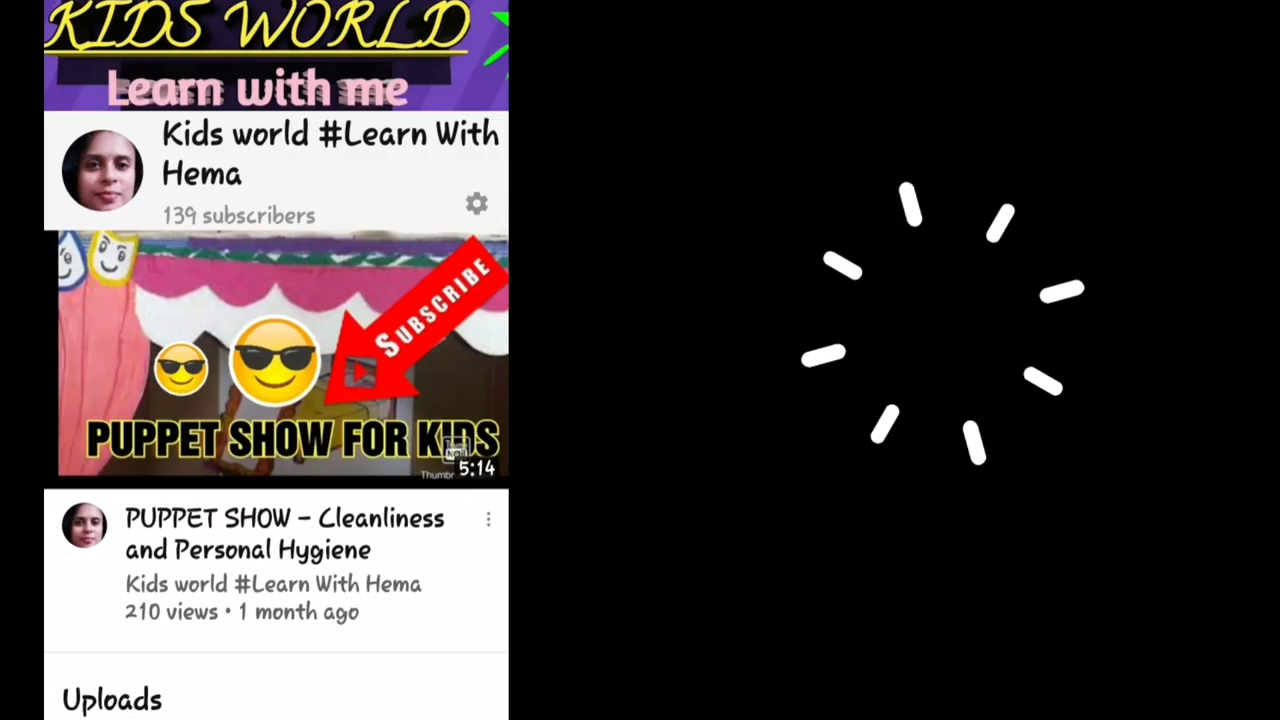 KIDS WORLD
Learn with me
Kids world #Learn With
Hema
139 subscribers
SUBSCRIBE
PUPPET SHOW FOR KIDS
5:14
PUPPET SHOW – Cleanliness
and Personal Hygiene
Kids world #Learn With Hema
210 views • 1 month ago
Uploads